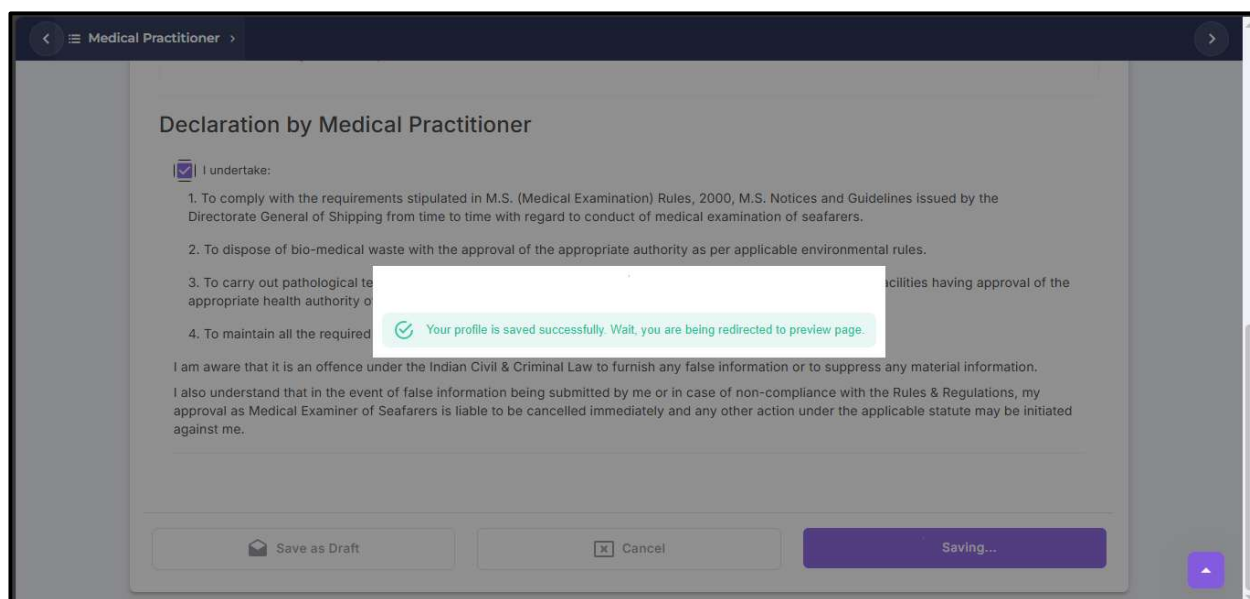 Medical Practitioner
Declaration by Medical Practitioner
I undertake:
1. To comply with the requirements stipulated in M.S. (Medical Examination) Rules, 2000, M.S. Notices and Guidelines issued by the
Directorate General of Shipping from time to time with regard to conduct of medical examination of seafarers.
2. To dispose of bio-medical waste with the approval of the appropriate authority as per applicable environmental rules.
3. To carry out pathological te acilities having approval of the
appropriate health authority o
Your profile is saved successfully. Wait, you are being redirected to preview page.
4. To maintain all the required
I am aware that it is an offence under the Indian Civil & Criminal Law to furnish any false information or to suppress any material information.
I also understand that in the event of false information being submitted by me or in case of non-compliance with the Rules & Regulations, my
approval as Medical Examiner of Seafarers is liable to be cancelled immediately and any other action under the applicable statute may be initiated
against me.
Save as Draft
Cancel
Saving...